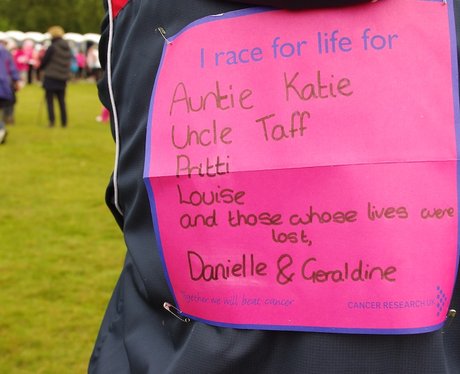 I race for life for
Auntie Katie
Uncle Taff
Pritti
Louise
and those whose lives were
lost,
Danielle & Geraldine
Together we will beat cancer
CANCER RESEARCH UK